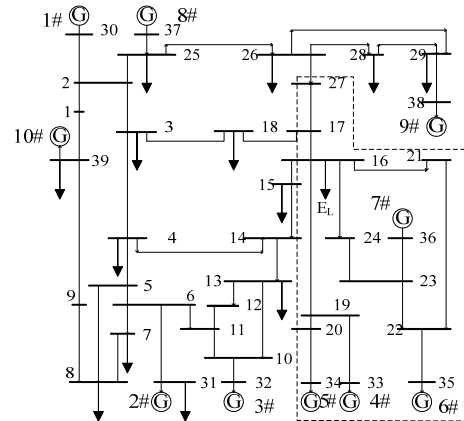 1# G 30 8# G 37
25 26 28 29
2 27 38
1 3 18 17 G 9#
10# G
39 16 21
15 E_L 7# G
4 14 24 36
5 13 23
9 6 12 19
7 11 20 22
8 10
31 32 34 33 35
2# G G 3# G 5# G 4# G 6#